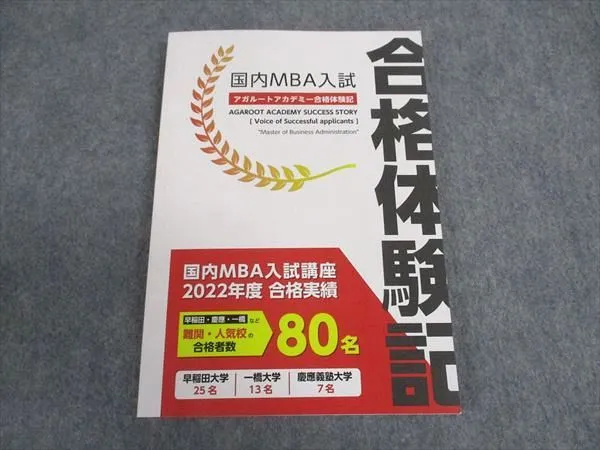 国内MBA入試
アガルートアカデミー合格体験記
AGAROOT ACADEMY SUCCESS STORY
[ Voice of Successful applicants ]
"Master of Business Administration"
合格体験記
国内MBA入試講座
2022年度 合格実績
早稲田・慶應・一橋など
難関・人気校の
合格者数
80名
早稲田大学
25名
一橋大学
13名
慶應義塾大学
7名